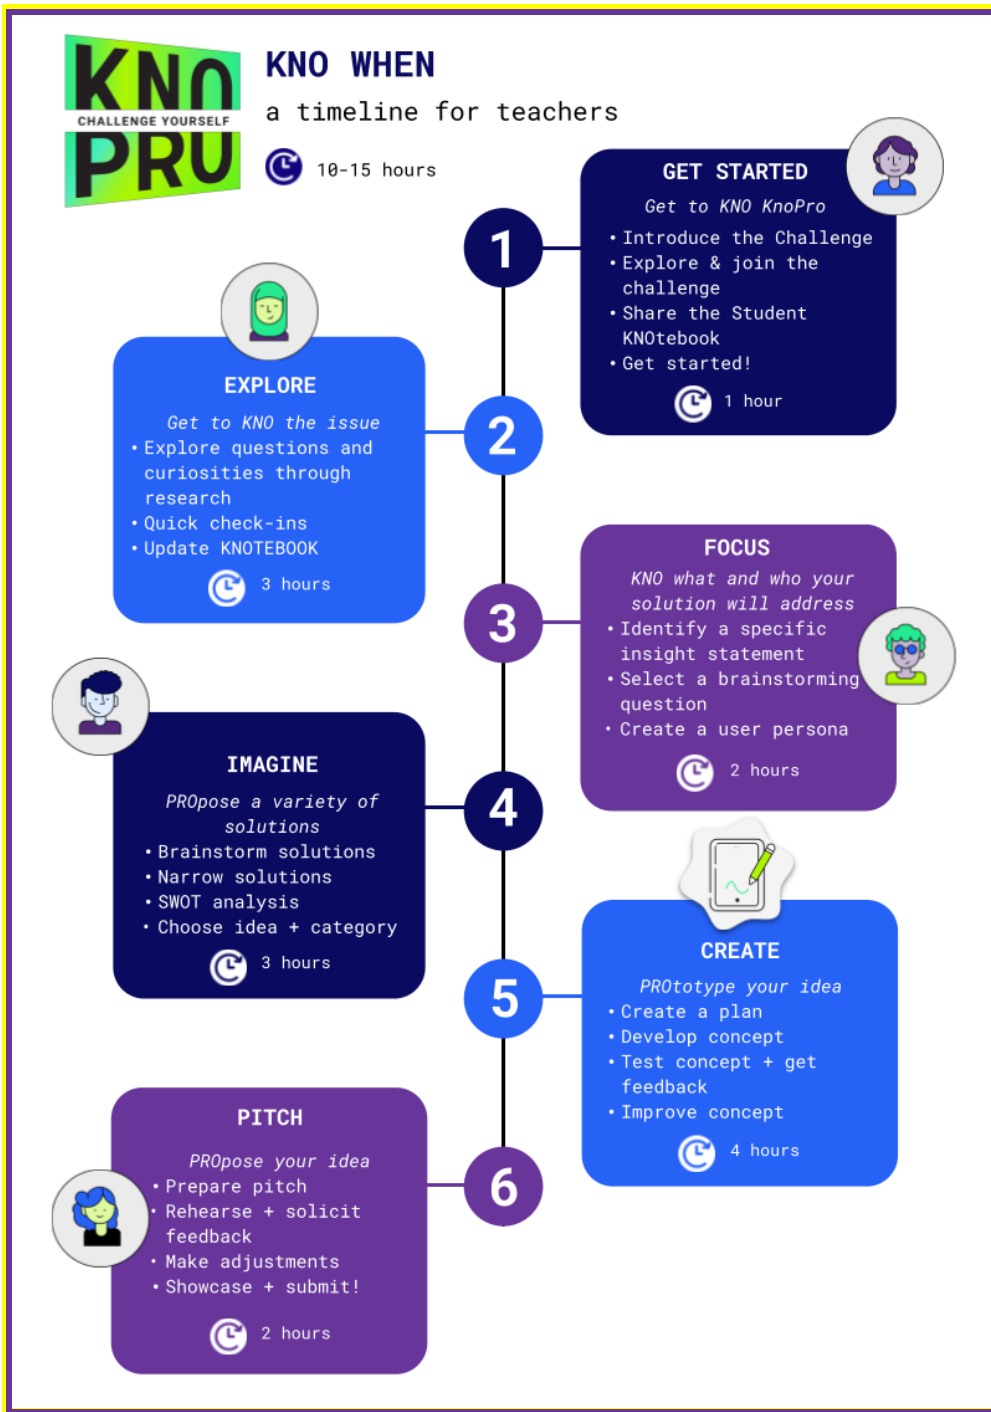 KNO
CHALLENGE YOURSELF
PRO
KNO WHEN
a timeline for teachers
10-15 hours
1
GET STARTED
Get to KNO KnoPro
• Introduce the Challenge
• Explore & join the
challenge
• Share the Student
KNOtebook
• Get started!
1 hour
2
EXPLORE
Get to KNO the issue
• Explore questions and
curiosities through
research
• Quick check-ins
• Update KNOTEBOOK
3 hours
3
FOCUS
KNO what and who your
solution will address
• Identify a specific
insight statement
• Select a brainstorming
question
• Create a user persona
2 hours
4
IMAGINE
PROpose a variety of
solutions
• Brainstorm solutions
• Narrow solutions
• SWOT analysis
• Choose idea + category
3 hours
5
CREATE
PROtotype your idea
• Create a plan
• Develop concept
• Test concept + get
feedback
• Improve concept
4 hours
6
PITCH
PROpose your idea
• Prepare pitch
• Rehearse + solicit
feedback
• Make adjustments
• Showcase + submit!
2 hours